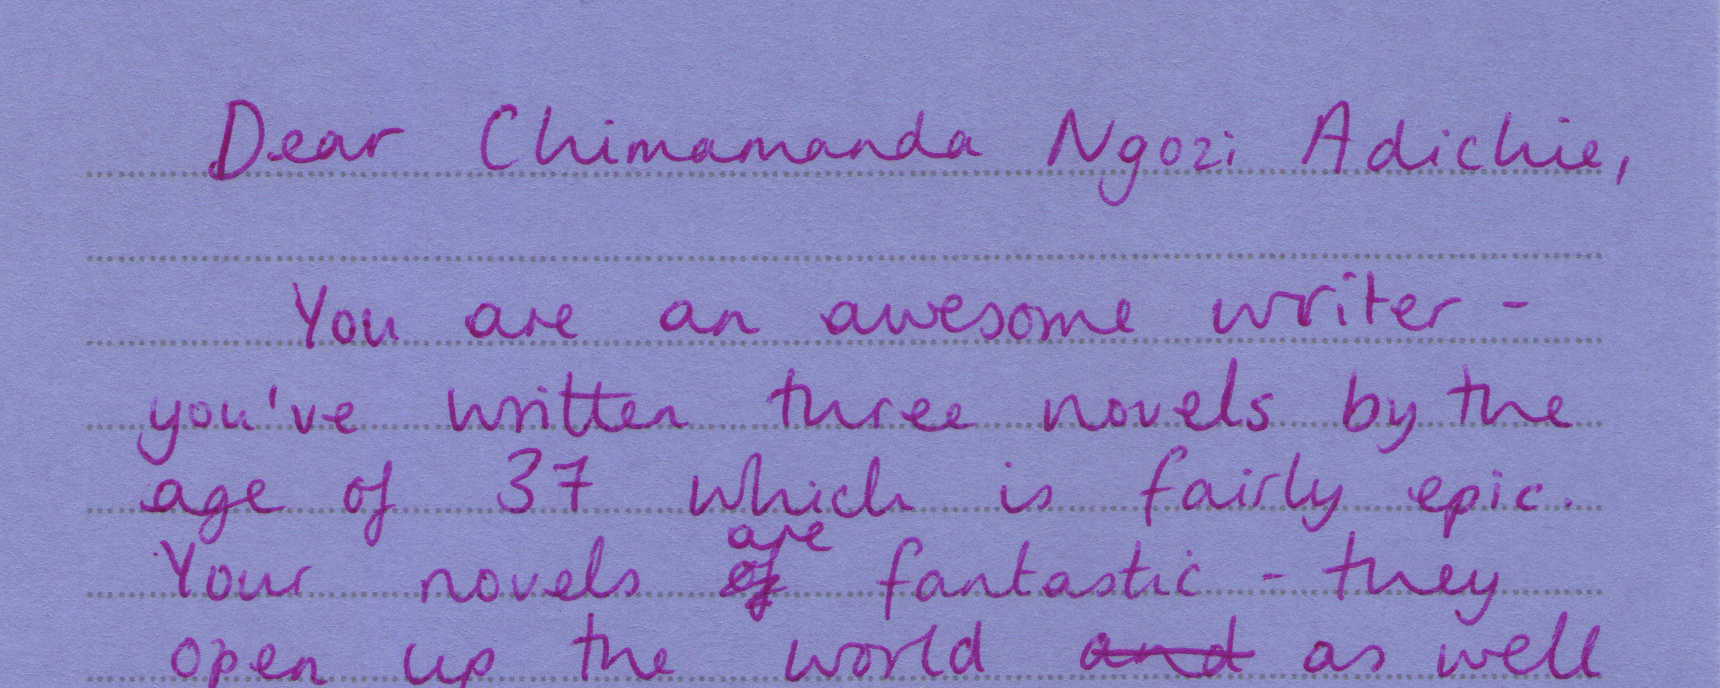 Dear Chimamanda Ngozi Adichie,
You are an awesome writer -
you've written three novels by the
age of 37 which is fairly epic.
Your novels are fantastic - they
open up the world and as well